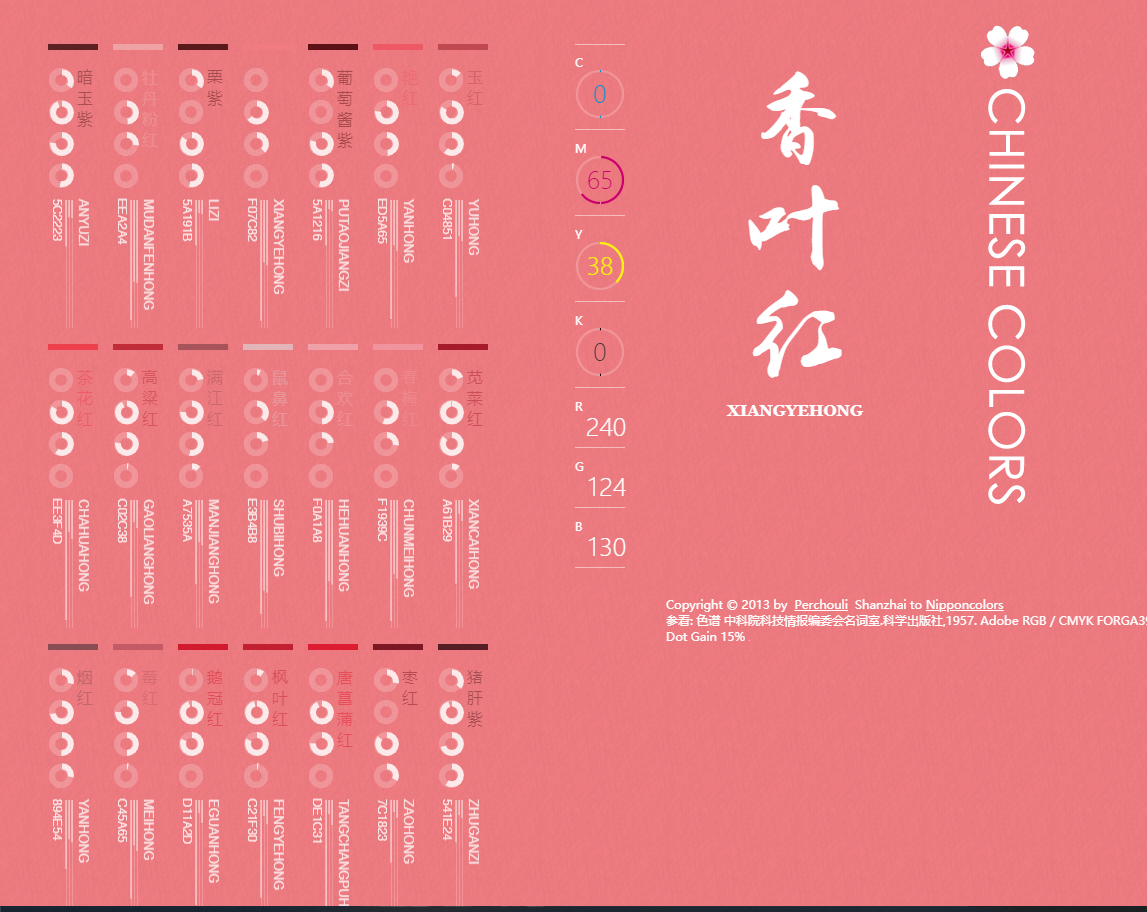 暗玉紫
ANYUZI
5C2223
牡丹粉红
MUDANFENHONG
EEA2A4
栗紫
LIZI
5A191B
XIANGYEHONG
F07C82
葡萄酱紫
PUTAOJIANGZI
5A1216
艳红
YANHONG
ED5A65
玉红
YUHONG
C04851
茶花红
CHAHUAHONG
EE3F4D
高粱红
GAOLIANGHONG
C02C38
满江红
MANJIANGHONG
A7535A
鼠鼻红
SHUBIHONG
E3B4B8
合欢红
HEHUANHONG
F0A1A8
春梅红
CHUNMEIHONG
F1939C
苋菜红
XIANCAIHONG
A61B29
烟红
YANHONG
894E54
莓红
MEIHONG
C45A65
鹅冠红
EGUANHONG
D11A2D
枫叶红
FENGYEHONG
C21F30
唐菖蒲红
TANGCHANGPUH
DE1C31
枣红
ZAOHONG
7C1823
猪肝紫
ZHUGANZI
541E24
C
0
M
65
Y
38
K
0
R
240
G
124
B
130
香叶红
XIANGYEHONG
CHINESE COLORS
Copyright © 2013 by Perchouli Shanzhai to Nipponcolors
参看: 色谱 中科院科技情报编委会名词室.科学出版社,1957. Adobe RGB / CMYK FORGA39
Dot Gain 15% .